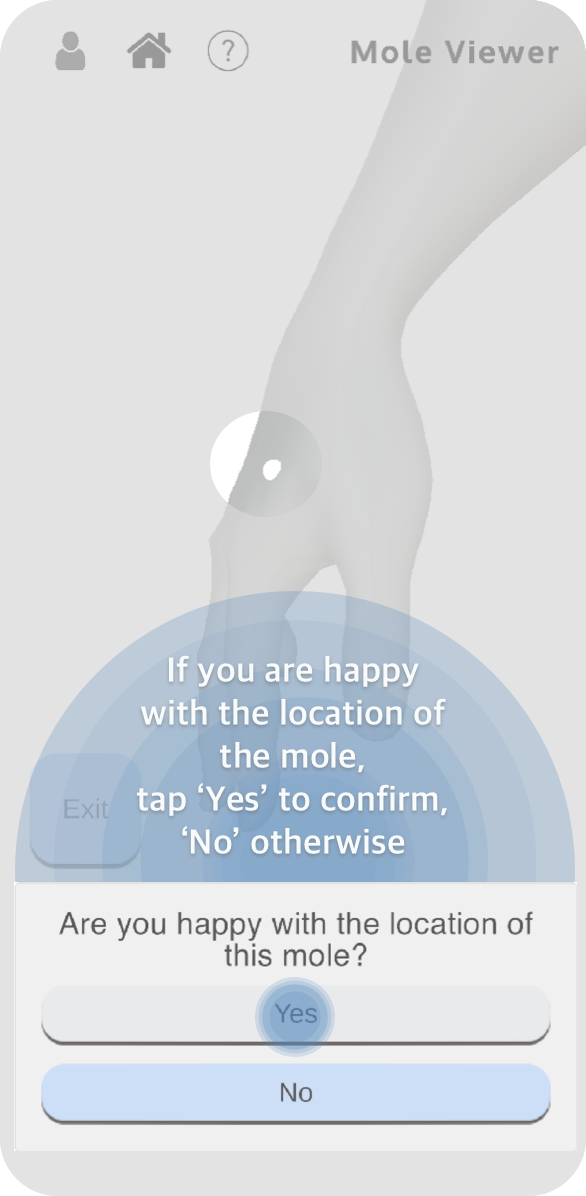 ?
Mole Viewer
If you are happy
with the location of
the mole,
tap ‘Yes’ to confirm,
‘No’ otherwise
Exit
Are you happy with the location of
this mole?
Yes
No